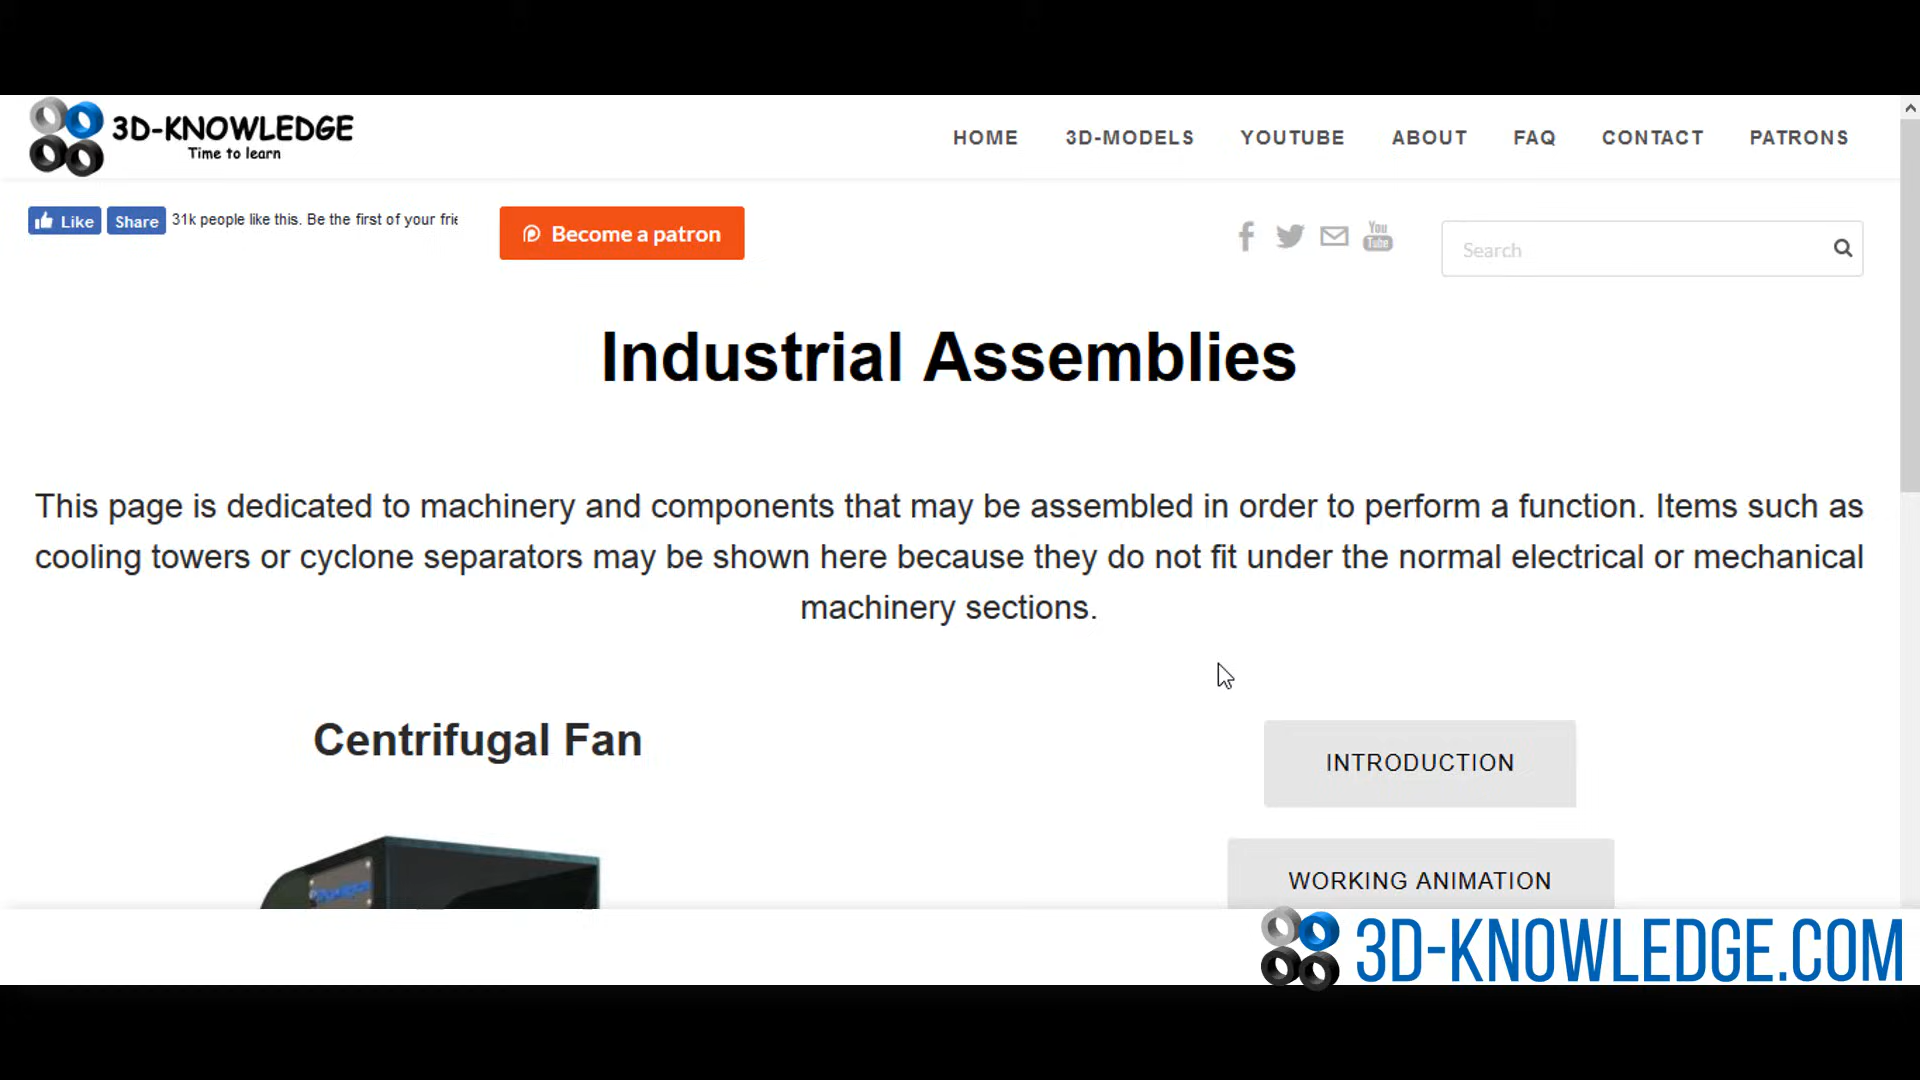 3D-KNOWLEDGE
Time to learn
HOME
3D-MODELS
YOUTUBE
ABOUT
FAQ
CONTACT
PATRONS
Like
Share
31k people like this. Be the first of your
Become a patron
You
Tube
Search
Industrial Assemblies
This page is dedicated to machinery and components that may be assembled in order to perform a function. Items such as
cooling towers or cyclone separators may be shown here because they do not fit under the normal electrical or mechanical
machinery sections.
Centrifugal Fan
INTRODUCTION
WORKING ANIMATION
3D-KNOWLEDGE.COM